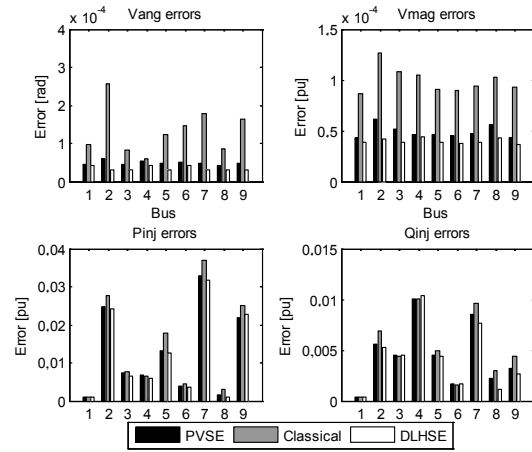 x 10^-4 Vang errors
4
3
2
1
0
Error [rad]
1 2 3 4 5 6 7 8 9
Bus
x 10^-4 Vmag errors
1.5
1
0.5
0
Error [pu]
1 2 3 4 5 6 7 8 9
Bus
Pinj errors
0.04
0.03
0.02
0.01
0
Error [pu]
1 2 3 4 5 6 7 8 9
Qinj errors
0.015
0.01
0.005
0
Error [pu]
1 2 3 4 5 6 7 8 9
PVSE Classical DLHSE